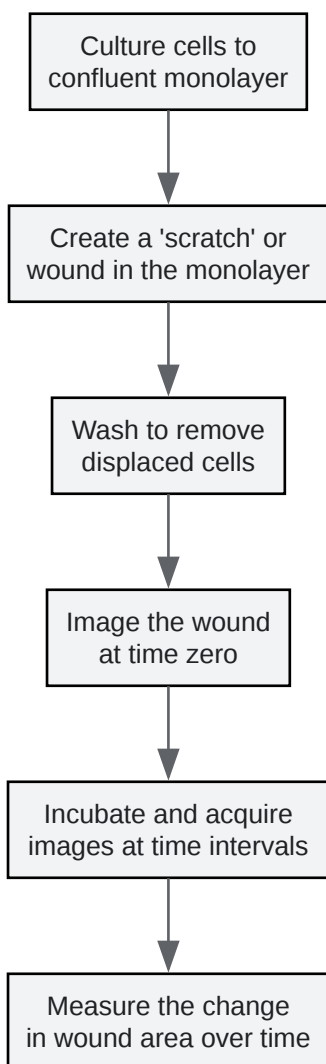 Culture cells to
confluent monolayer
Create a 'scratch' or
wound in the monolayer
Wash to remove
displaced cells
Image the wound
at time zero
Incubate and acquire
images at time intervals
Measure the change
in wound area over time